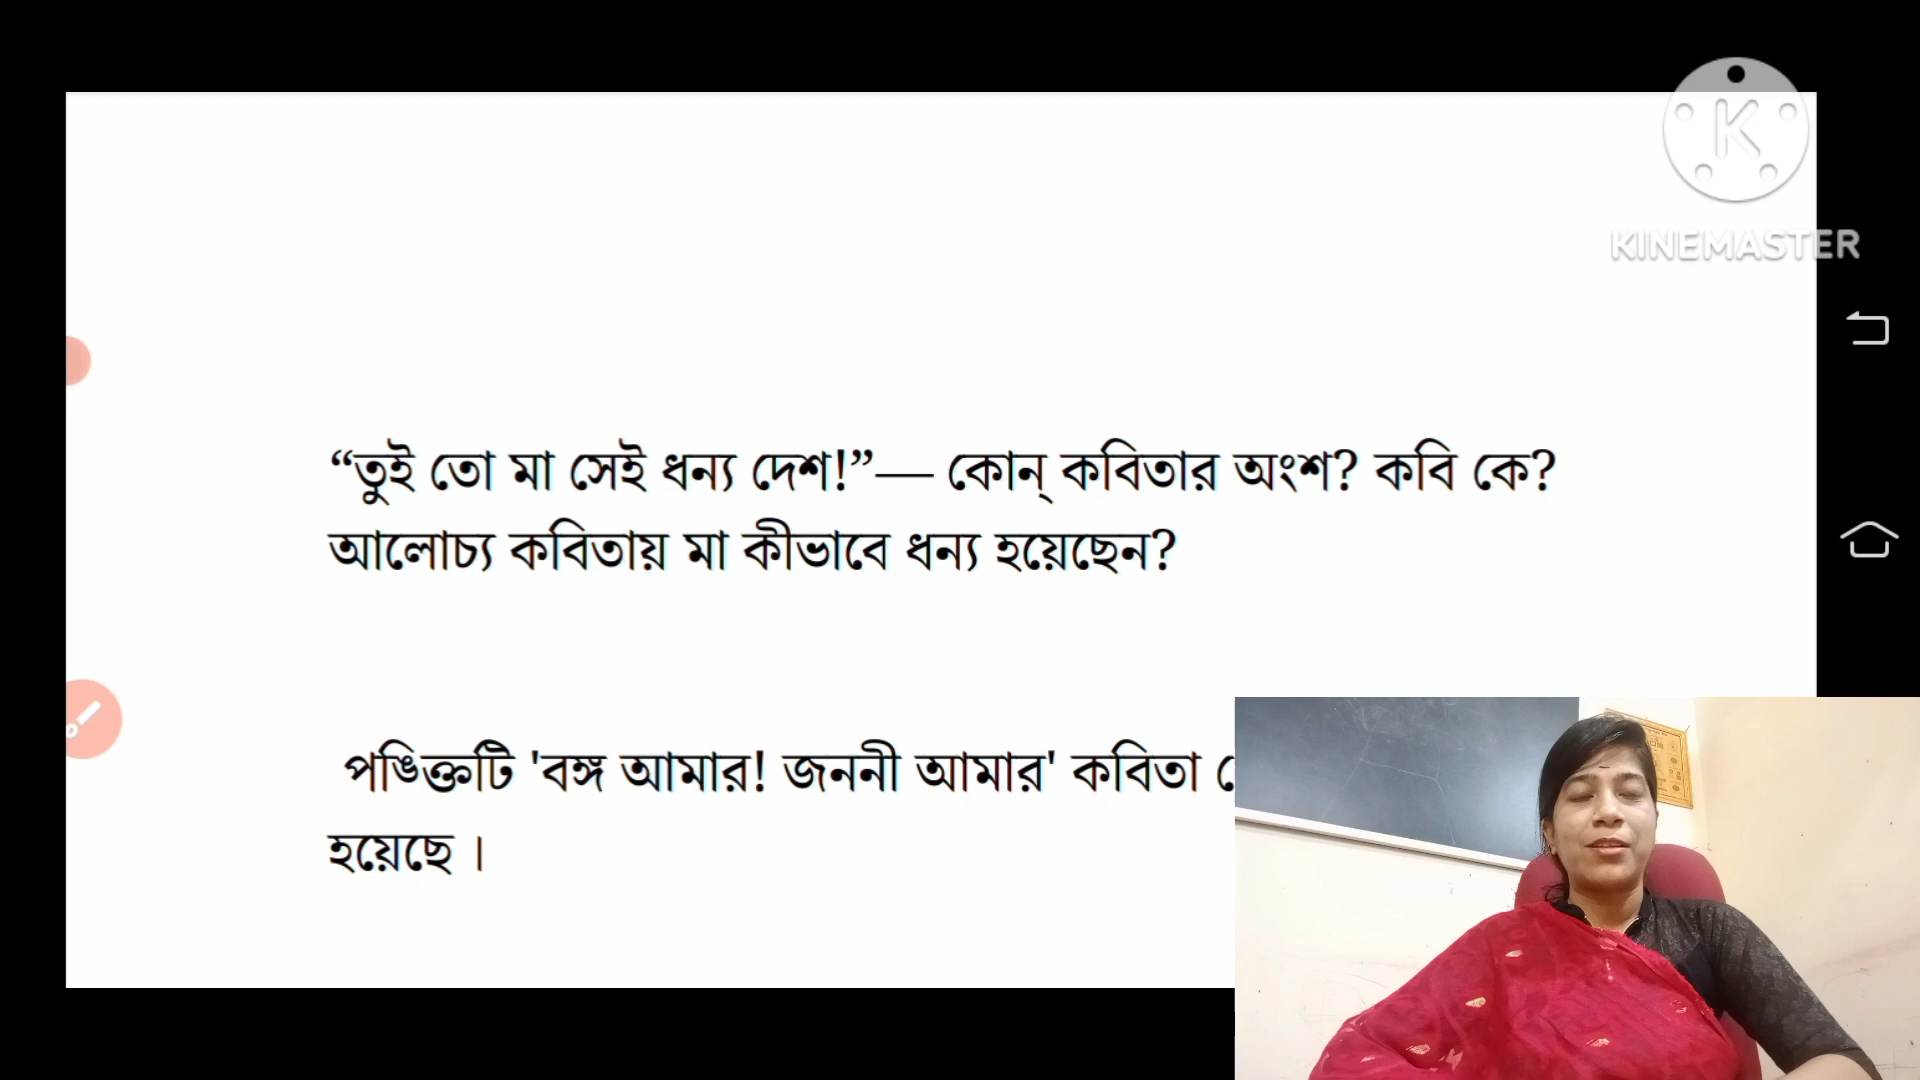 K
KINEMASTER
“তুই তো মা সেই ধন্য দেশ!”— কোন্ কবিতার অংশ? কবি কে?
আলোচ্য কবিতায় মা কীভাবে ধন্য হয়েছেন?
পঙক্তিটি 'বঙ্গ আমার! জননী আমার' কবিতা
হয়েছে ।